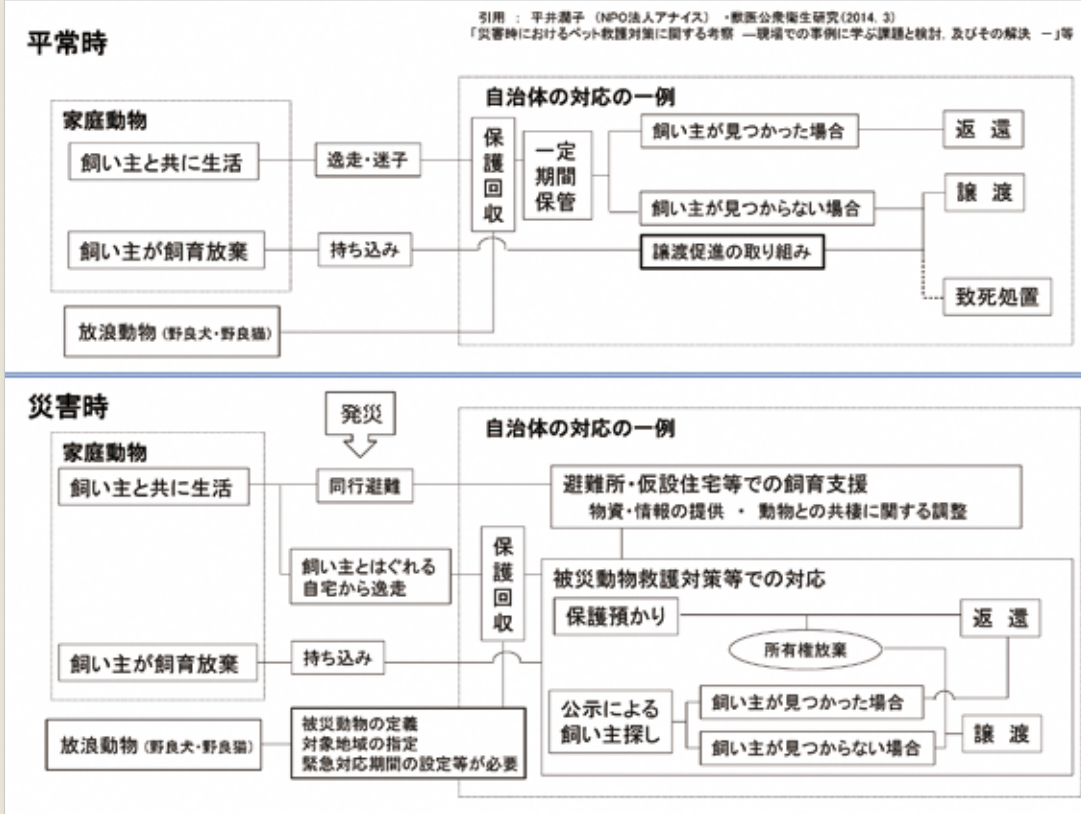 平常時
引用 ： 平井潤子 （NPO法人アナイス） ・獣医公衆衛生研究（2014. 3）
「災害時におけるペット救護対策に関する考察 ―現場での事例に学ぶ課題と検討，及びその解決 －」等
家庭動物
飼い主と共に生活
逸走・迷子
飼い主が飼育放棄
持ち込み
放浪動物（野良犬・野良猫）
自治体の対応の一例
保護回収
一定
期間
保管
飼い主が見つかった場合
返 還
飼い主が見つからない場合
譲 渡
譲渡促進の取り組み
致死処置
災害時
発災
家庭動物
飼い主と共に生活
同行避難
飼い主とはぐれる
自宅から逸走
飼い主が飼育放棄
持ち込み
放浪動物（野良犬・野良猫）
被災動物の定義
対象地域の指定
緊急対応期間の設定等が必要
自治体の対応の一例
避難所・仮設住宅等での飼育支援
物資・情報の提供 ・ 動物との共棲に関する調整
保護回収
被災動物救護対策等での対応
保護預かり
返 還
所有権放棄
公示による
飼い主探し
飼い主が見つかった場合
飼い主が見つからない場合
譲 渡